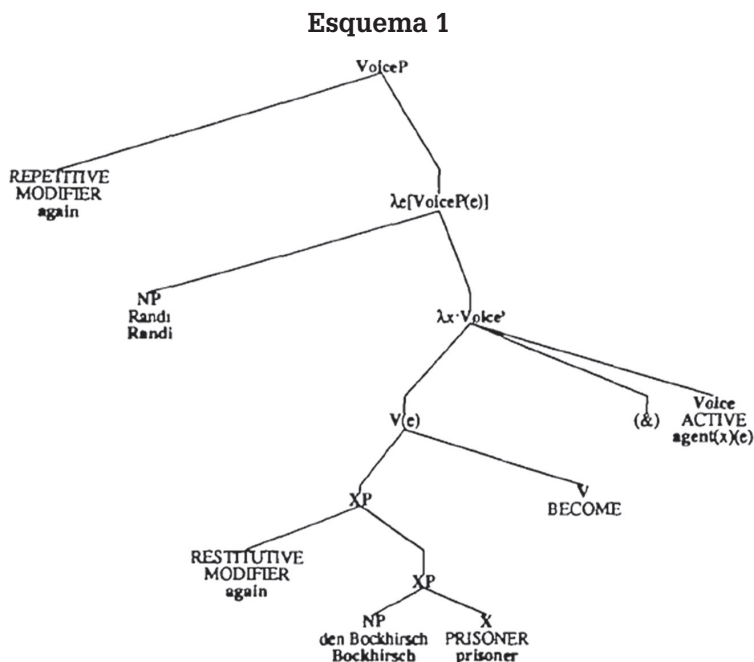 Esquema 1
VoiceP
REPETITIVE
MODIFIER
again
λe[VoiceP(e)]
NP
Randi
Randi
λx·Voice'
V(e)
(&)
Voice
ACTIVE
agent(x)(e)
XP
V
BECOME
RESTITUTIVE
MODIFIER
again
XP
NP
den Bockhirsch
Bockhirsch
X
PRISONER
prisoner